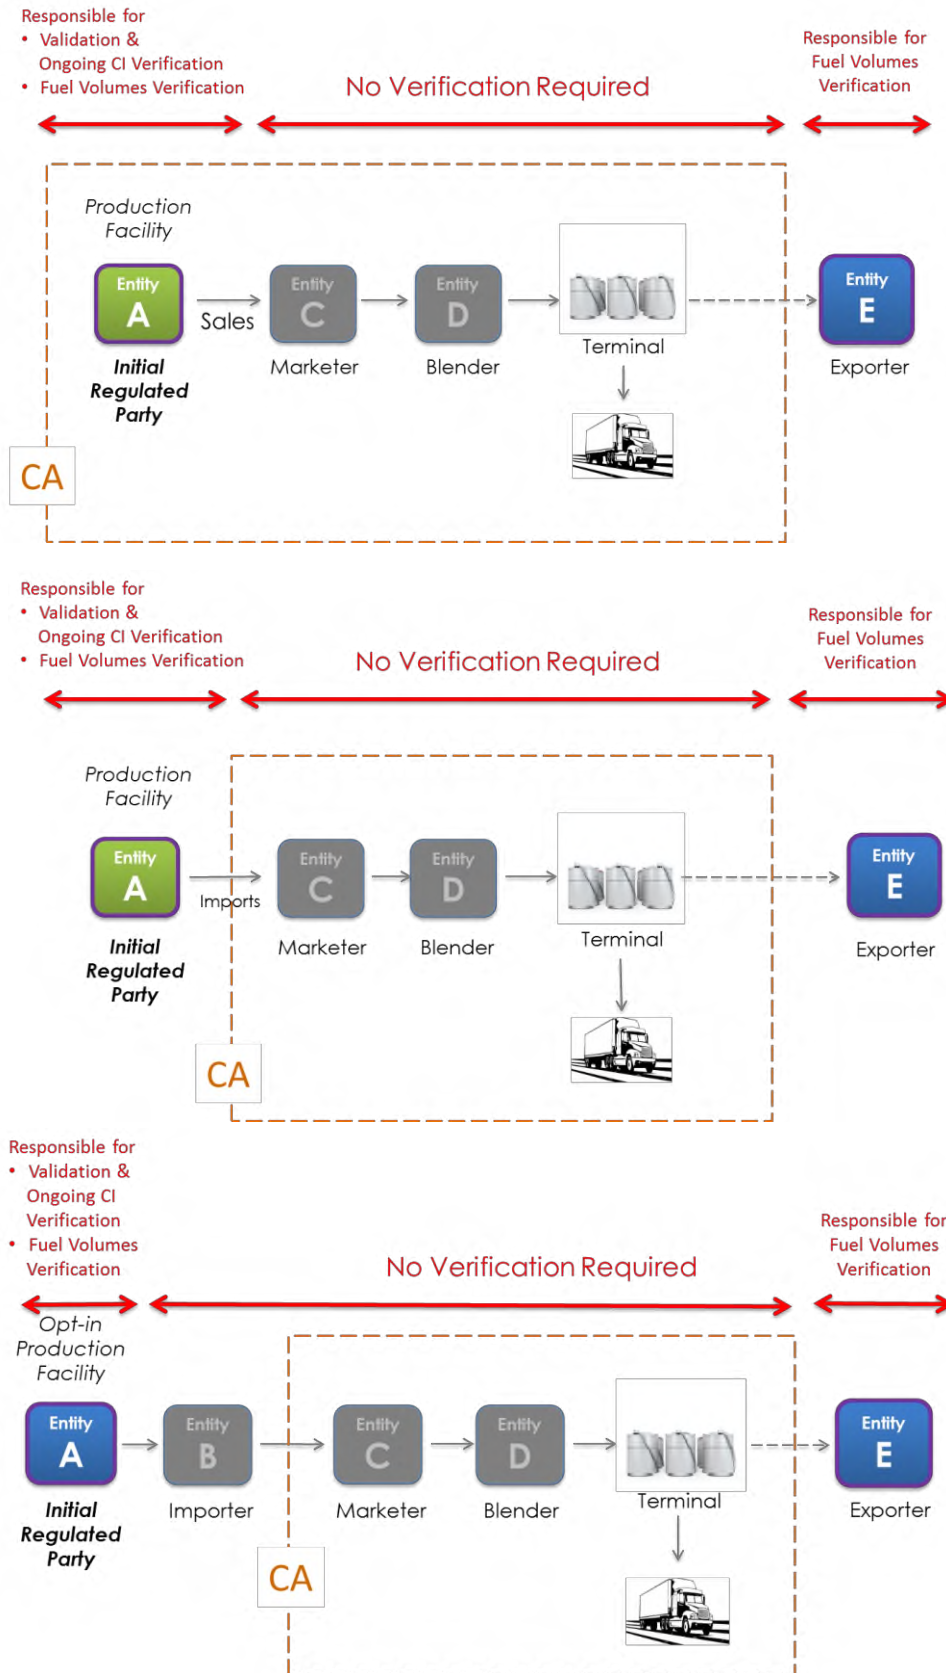 Responsible for
• Validation &
Ongoing CI Verification
• Fuel Volumes Verification
No Verification Required
Responsible for
Fuel Volumes
Verification
Production
Facility
Entity
A
Sales
Entity
C
Entity
D
Entity
E
Initial
Regulated
Party
Marketer
Blender
Terminal
Exporter
CA
Responsible for
• Validation &
Ongoing CI Verification
• Fuel Volumes Verification
No Verification Required
Responsible for
Fuel Volumes
Verification
Production
Facility
Entity
A
Imports
Entity
C
Entity
D
Entity
E
Initial
Regulated
Party
Marketer
Blender
Terminal
Exporter
CA
Responsible for
• Validation &
Ongoing CI
Verification
• Fuel Volumes
Verification
No Verification Required
Responsible for
Fuel Volumes
Verification
Opt-in
Production
Facility
Entity
A
Entity
B
Entity
C
Entity
D
Entity
E
Initial
Regulated
Party
Importer
Marketer
Blender
Terminal
Exporter
CA